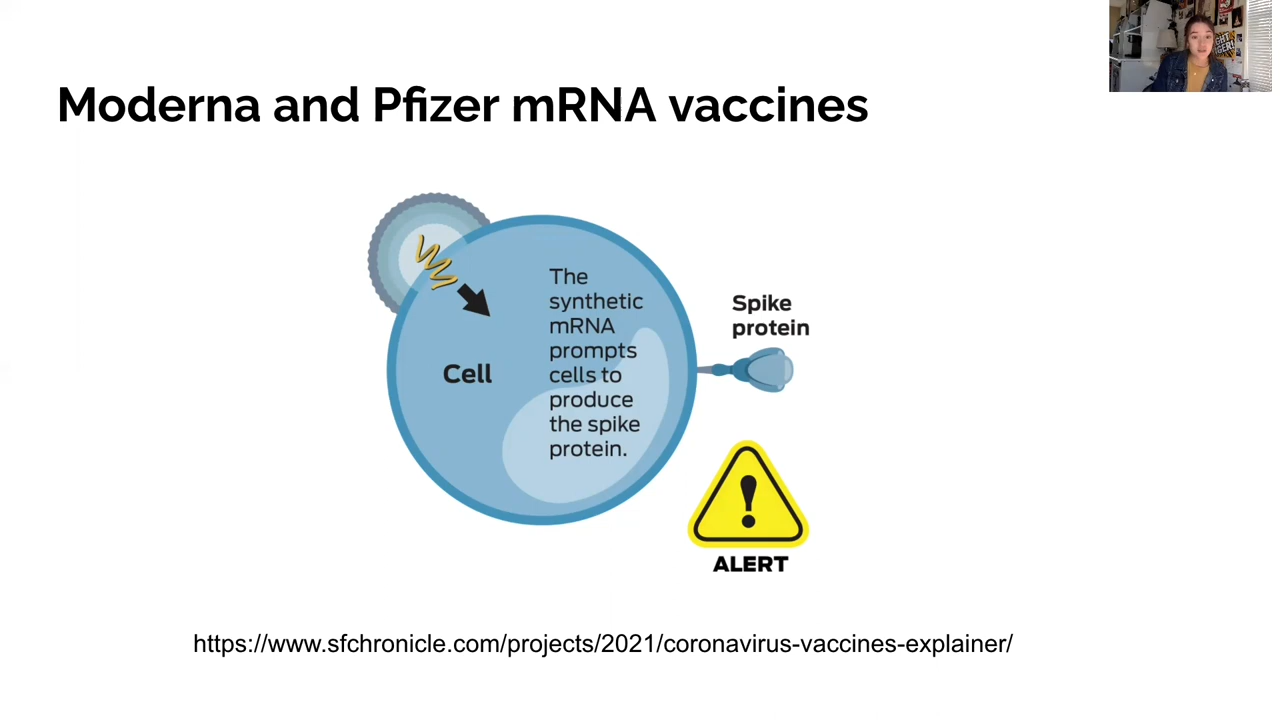 Moderna and Pfizer mRNA vaccines
The
synthetic
mRNA
prompts
cells to
produce
the spike
protein.
Cell
Spike
protein
ALERT
https://www.sfchronicle.com/projects/2021/coronavirus-vaccines-explainer/